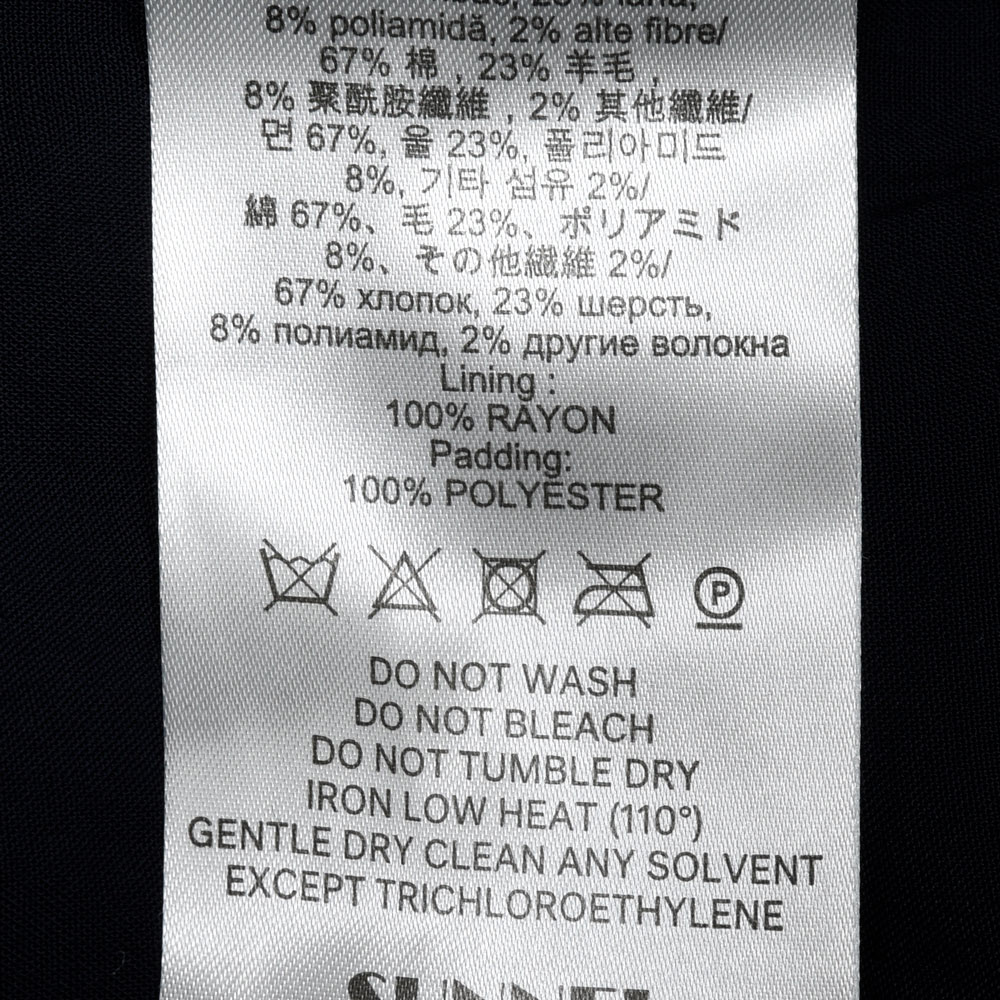 8% poliamidă, 2% alte fibre/
67% 棉 , 23% 羊毛 ,
8% 聚酰胺纖維 , 2% 其他纖維/
면 67%, 울 23%, 폴리아미드
8%, 기타 섬유 2%/
綿 67%、毛 23%、ポリアミド
8%、その他繊維 2%/
67% хлопок, 23% шерсть,
8% полиамид, 2% другие волокна
Lining :
100% RAYON
Padding:
100% POLYESTER
P
DO NOT WASH
DO NOT BLEACH
DO NOT TUMBLE DRY
IRON LOW HEAT (110°)
GENTLE DRY CLEAN ANY SOLVENT
EXCEPT TRICHLOROETHYLENE